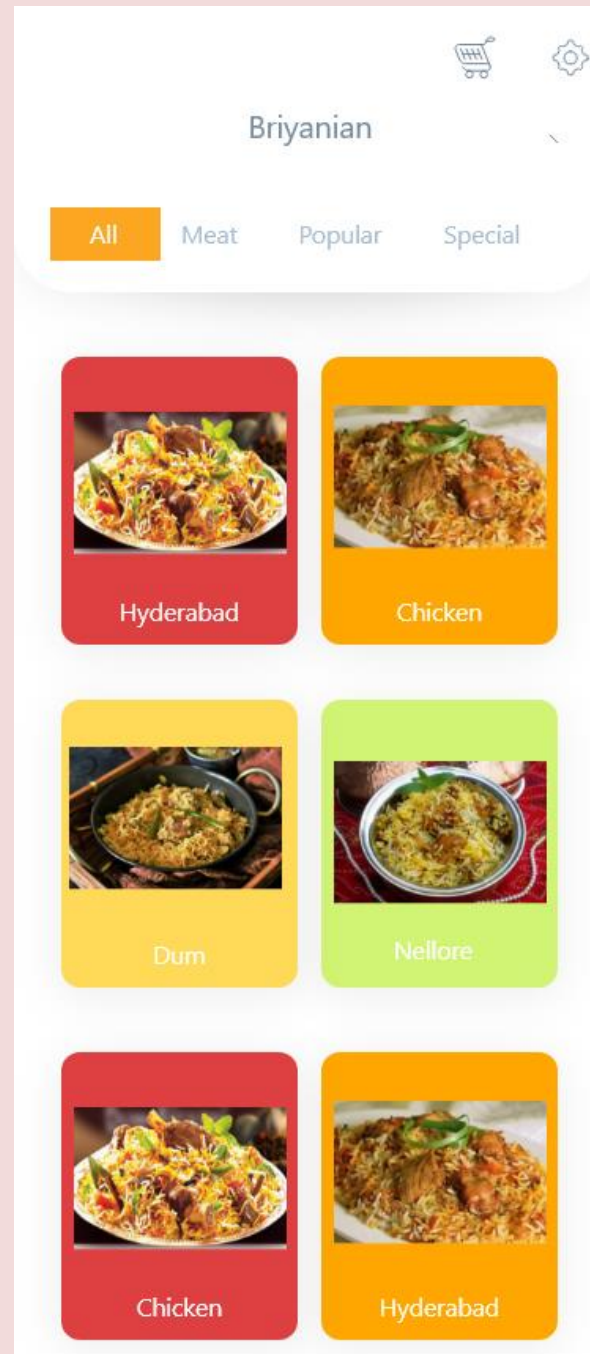 Briyanian
All Meat Popular Special
Hyderabad Chicken
Dum Nellore
Chicken Hyderabad